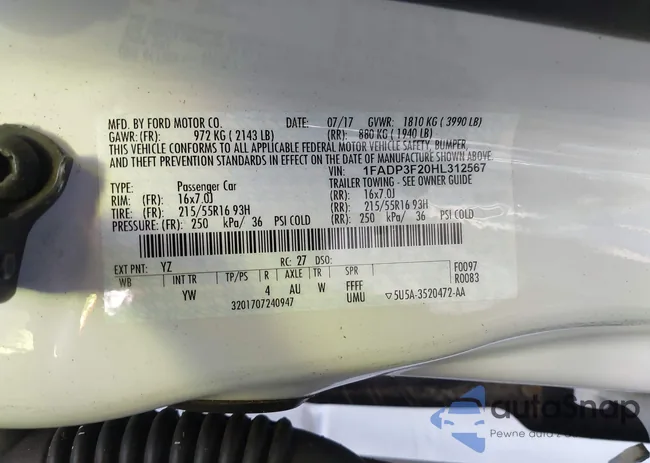 MFD. BY FORD MOTOR CO. DATE: 07/17 GVWR: 1810 KG ( 3990 LB)
GAWR: (FR): 972 KG ( 2143 LB) (RR): 880 KG ( 1940 LB)
THIS VEHICLE CONFORMS TO ALL APPLICABLE FEDERAL MOTOR VEHICLE SAFETY, BUMPER,
AND THEFT PREVENTION STANDARDS IN EFFECT ON THE DATE OF MANUFACTURE SHOWN ABOVE.
VIN: 1FADP3F20HL312567
TYPE: Passenger Car TRAILER TOWING - SEE OWNER GUIDE
RIM: (FR): 16x7.0J (RR): 16x7.0J
TIRE: (FR): 215/55R16 93H (RR): 215/55R16 93H
PRESSURE: (FR): 250 kPa/ 36 PSI COLD (RR): 250 kPa/ 36 PSI COLD
EXT PNT: YZ RC: 27 DSO: F0097
WB INT TR TP/PS R AXLE TR SPR R0083
YW 4 AU W FFFF
UMU
3201707240947 ▽5U5A-3520472-AA
autoSnap
Pewne auta